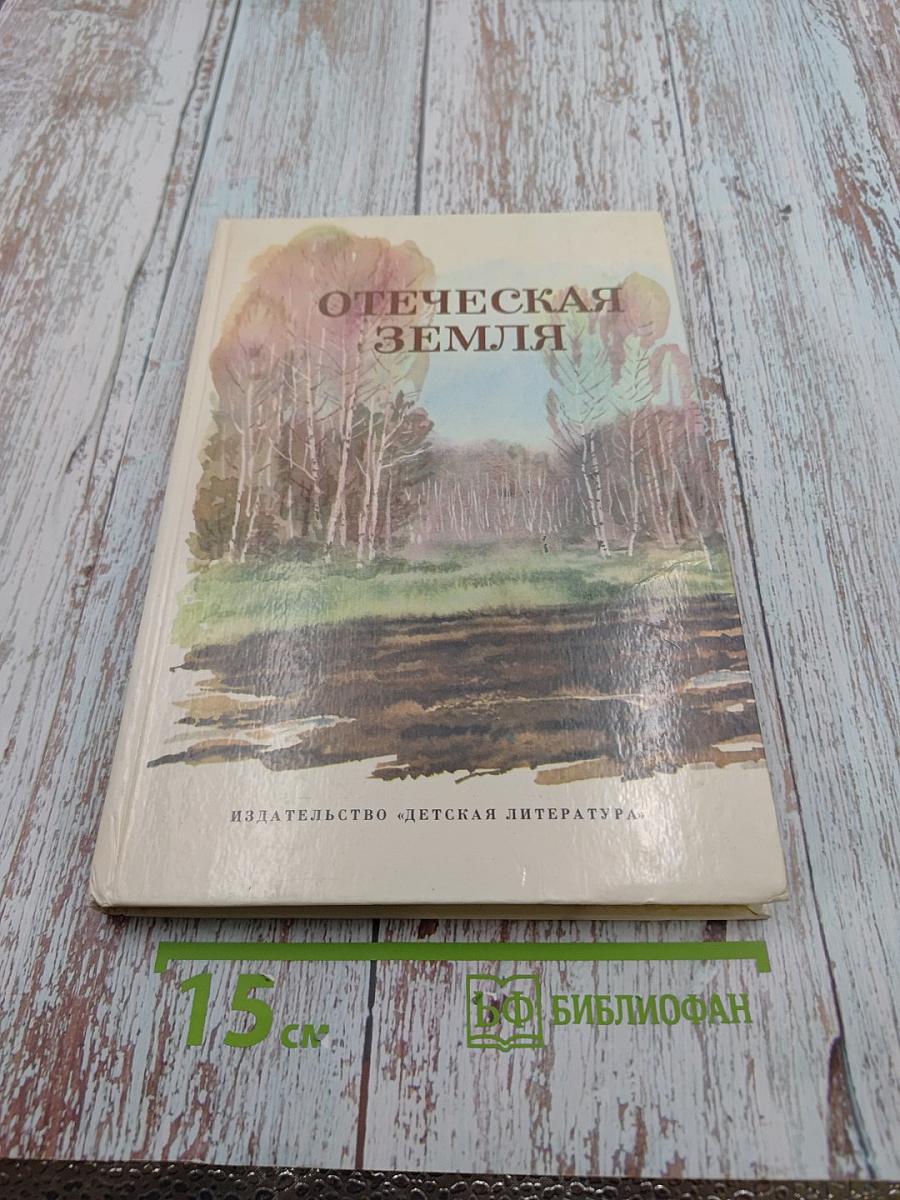 ОТЕЧЕСКАЯ
ЗЕМЛЯ
ИЗДАТЕЛЬСТВО «ДЕТСКАЯ ЛИТЕРАТУРА»
15 см
БФ БИБЛИОФАН